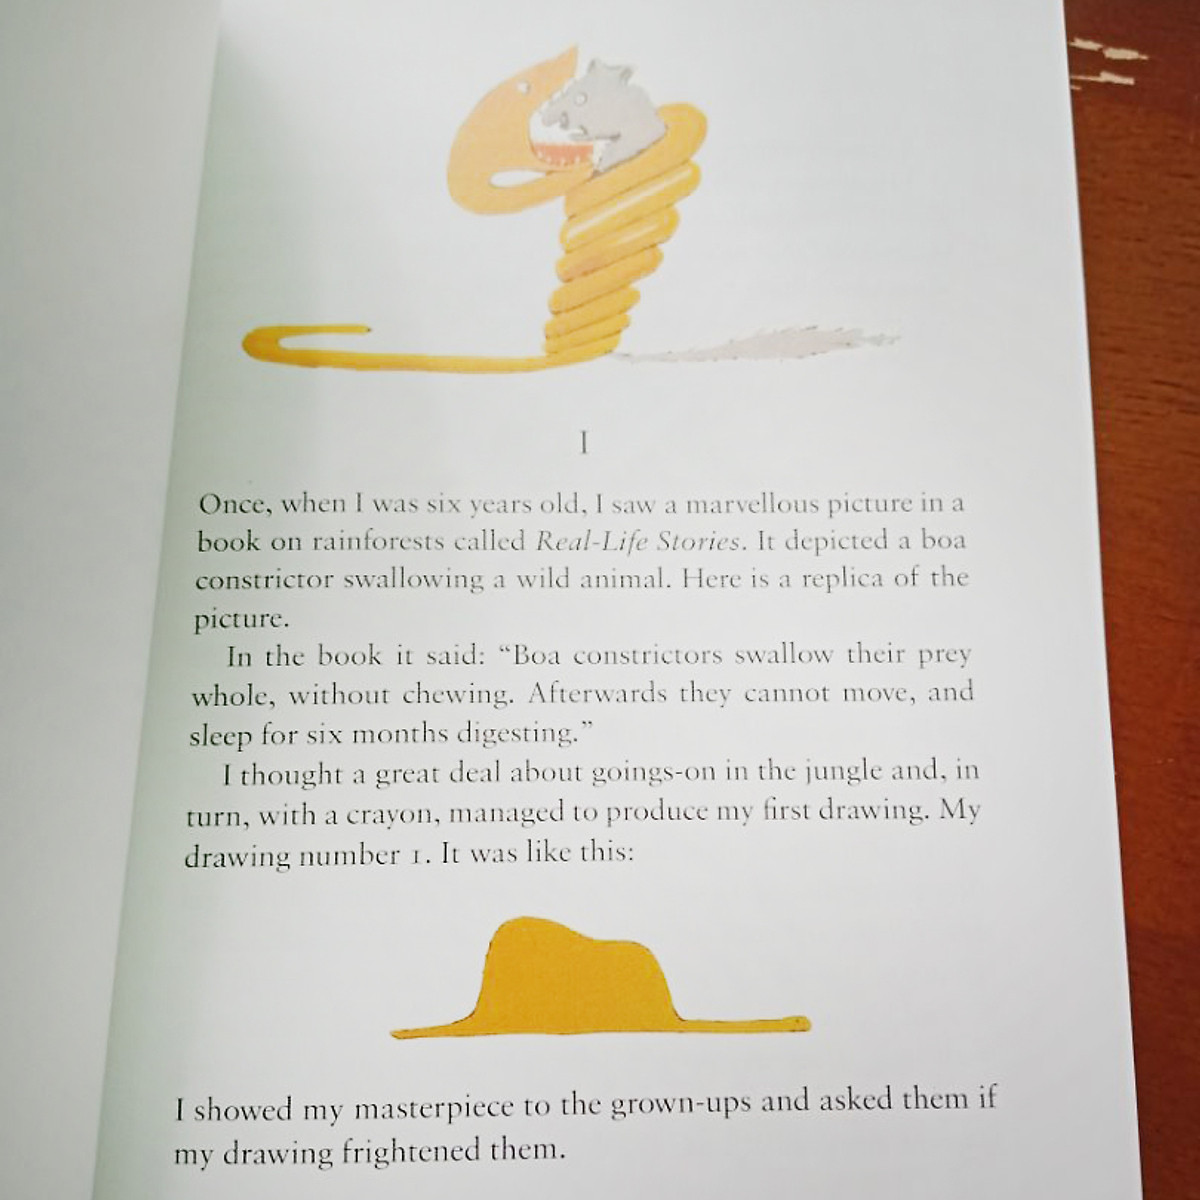 I
Once, when I was six years old, I saw a marvellous picture in a
book on rainforests called Real-Life Stories. It depicted a boa
constrictor swallowing a wild animal. Here is a replica of the
picture.
In the book it said: “Boa constrictors swallow their prey
whole, without chewing. Afterwards they cannot move, and
sleep for six months digesting.”
I thought a great deal about goings-on in the jungle and, in
turn, with a crayon, managed to produce my first drawing. My
drawing number 1. It was like this:
I showed my masterpiece to the grown-ups and asked them if
my drawing frightened them.